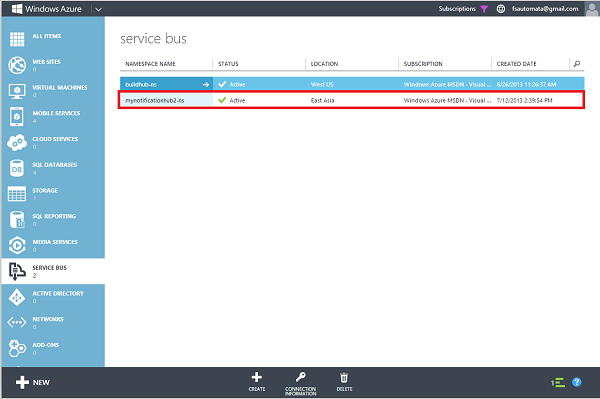 Windows Azure
Subscriptions
fsautomata@gmail.com
ALL ITEMS
WEB SITES
0
VIRTUAL MACHINES
0
MOBILE SERVICES
4
CLOUD SERVICES
0
SQL DATABASES
4
STORAGE
1
SQL REPORTING
0
MEDIA SERVICES
0
SERVICE BUS
2
ACTIVE DIRECTORY
0
NETWORKS
0
ADD-ONS
0
service bus
NAMESPACE NAME STATUS LOCATION SUBSCRIPTION CREATED DATE
buildhub-ns Active West US Windows Azure MSDN - Visual ... 6/26/2013 11:26:37 AM
mynotificationhub2-ns Active East Asia Windows Azure MSDN - Visual ... 7/12/2013 2:39:54 PM
NEW
CREATE
CONNECTION
INFORMATION
DELETE
1
?